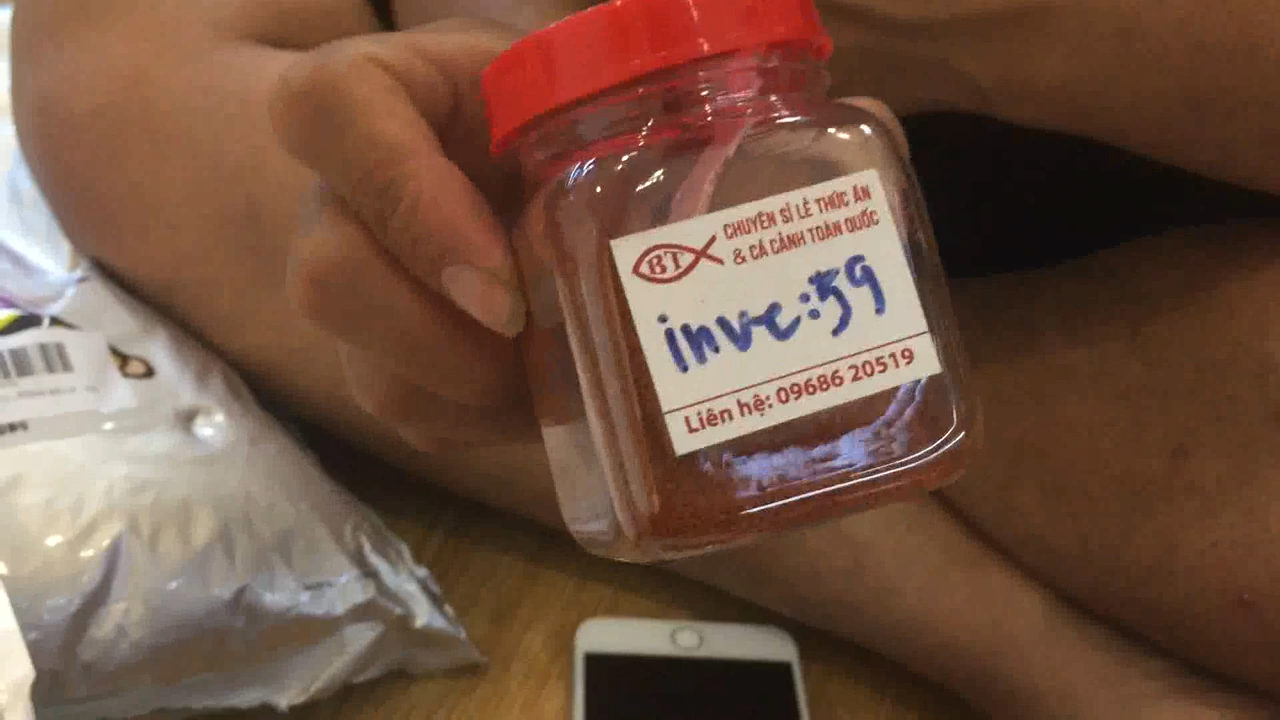 BT
CHUYÊN SỈ LẺ THỨC ĂN
& CÁ CẢNH TOÀN QUỐC
inve:59
Liên hệ: 09686 20519